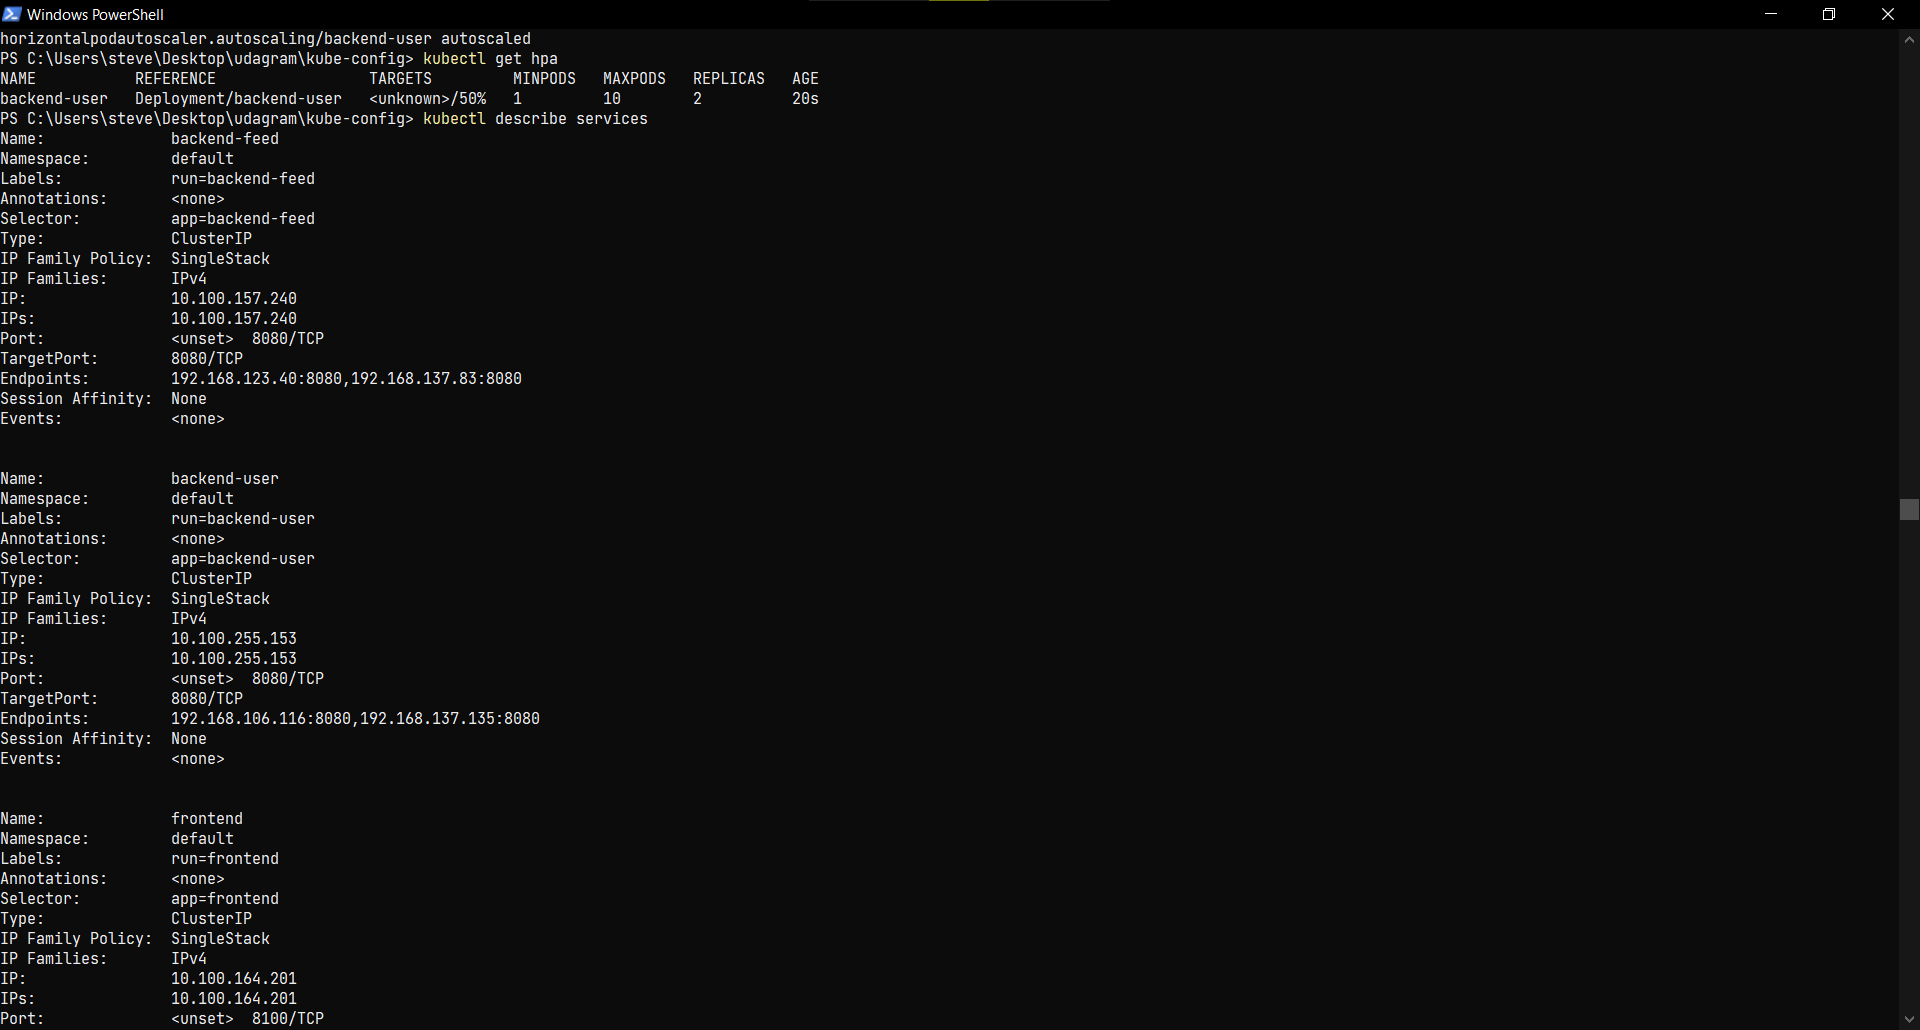 Windows PowerShell
horizontalpodautoscaler.autoscaling/backend-user autoscaled
PS C:\Users\steve\Desktop\udagram\kube-config> kubectl get hpa
NAME           REFERENCE                 TARGETS         MINPODS   MAXPODS   REPLICAS   AGE
backend-user   Deployment/backend-user   <unknown>/50%   1         10        2          20s
PS C:\Users\steve\Desktop\udagram\kube-config> kubectl describe services
Name:              backend-feed
Namespace:         default
Labels:            run=backend-feed
Annotations:       <none>
Selector:          app=backend-feed
Type:              ClusterIP
IP Family Policy:  SingleStack
IP Families:       IPv4
IP:                10.100.157.240
IPs:               10.100.157.240
Port:              <unset>  8080/TCP
TargetPort:        8080/TCP
Endpoints:         192.168.123.40:8080,192.168.137.83:8080
Session Affinity:  None
Events:            <none>
Name:              backend-user
Namespace:         default
Labels:            run=backend-user
Annotations:       <none>
Selector:          app=backend-user
Type:              ClusterIP
IP Family Policy:  SingleStack
IP Families:       IPv4
IP:                10.100.255.153
IPs:               10.100.255.153
Port:              <unset>  8080/TCP
TargetPort:        8080/TCP
Endpoints:         192.168.106.116:8080,192.168.137.135:8080
Session Affinity:  None
Events:            <none>
Name:              frontend
Namespace:         default
Labels:            run=frontend
Annotations:       <none>
Selector:          app=frontend
Type:              ClusterIP
IP Family Policy:  SingleStack
IP Families:       IPv4
IP:                10.100.164.201
IPs:               10.100.164.201
Port:              <unset>  8100/TCP